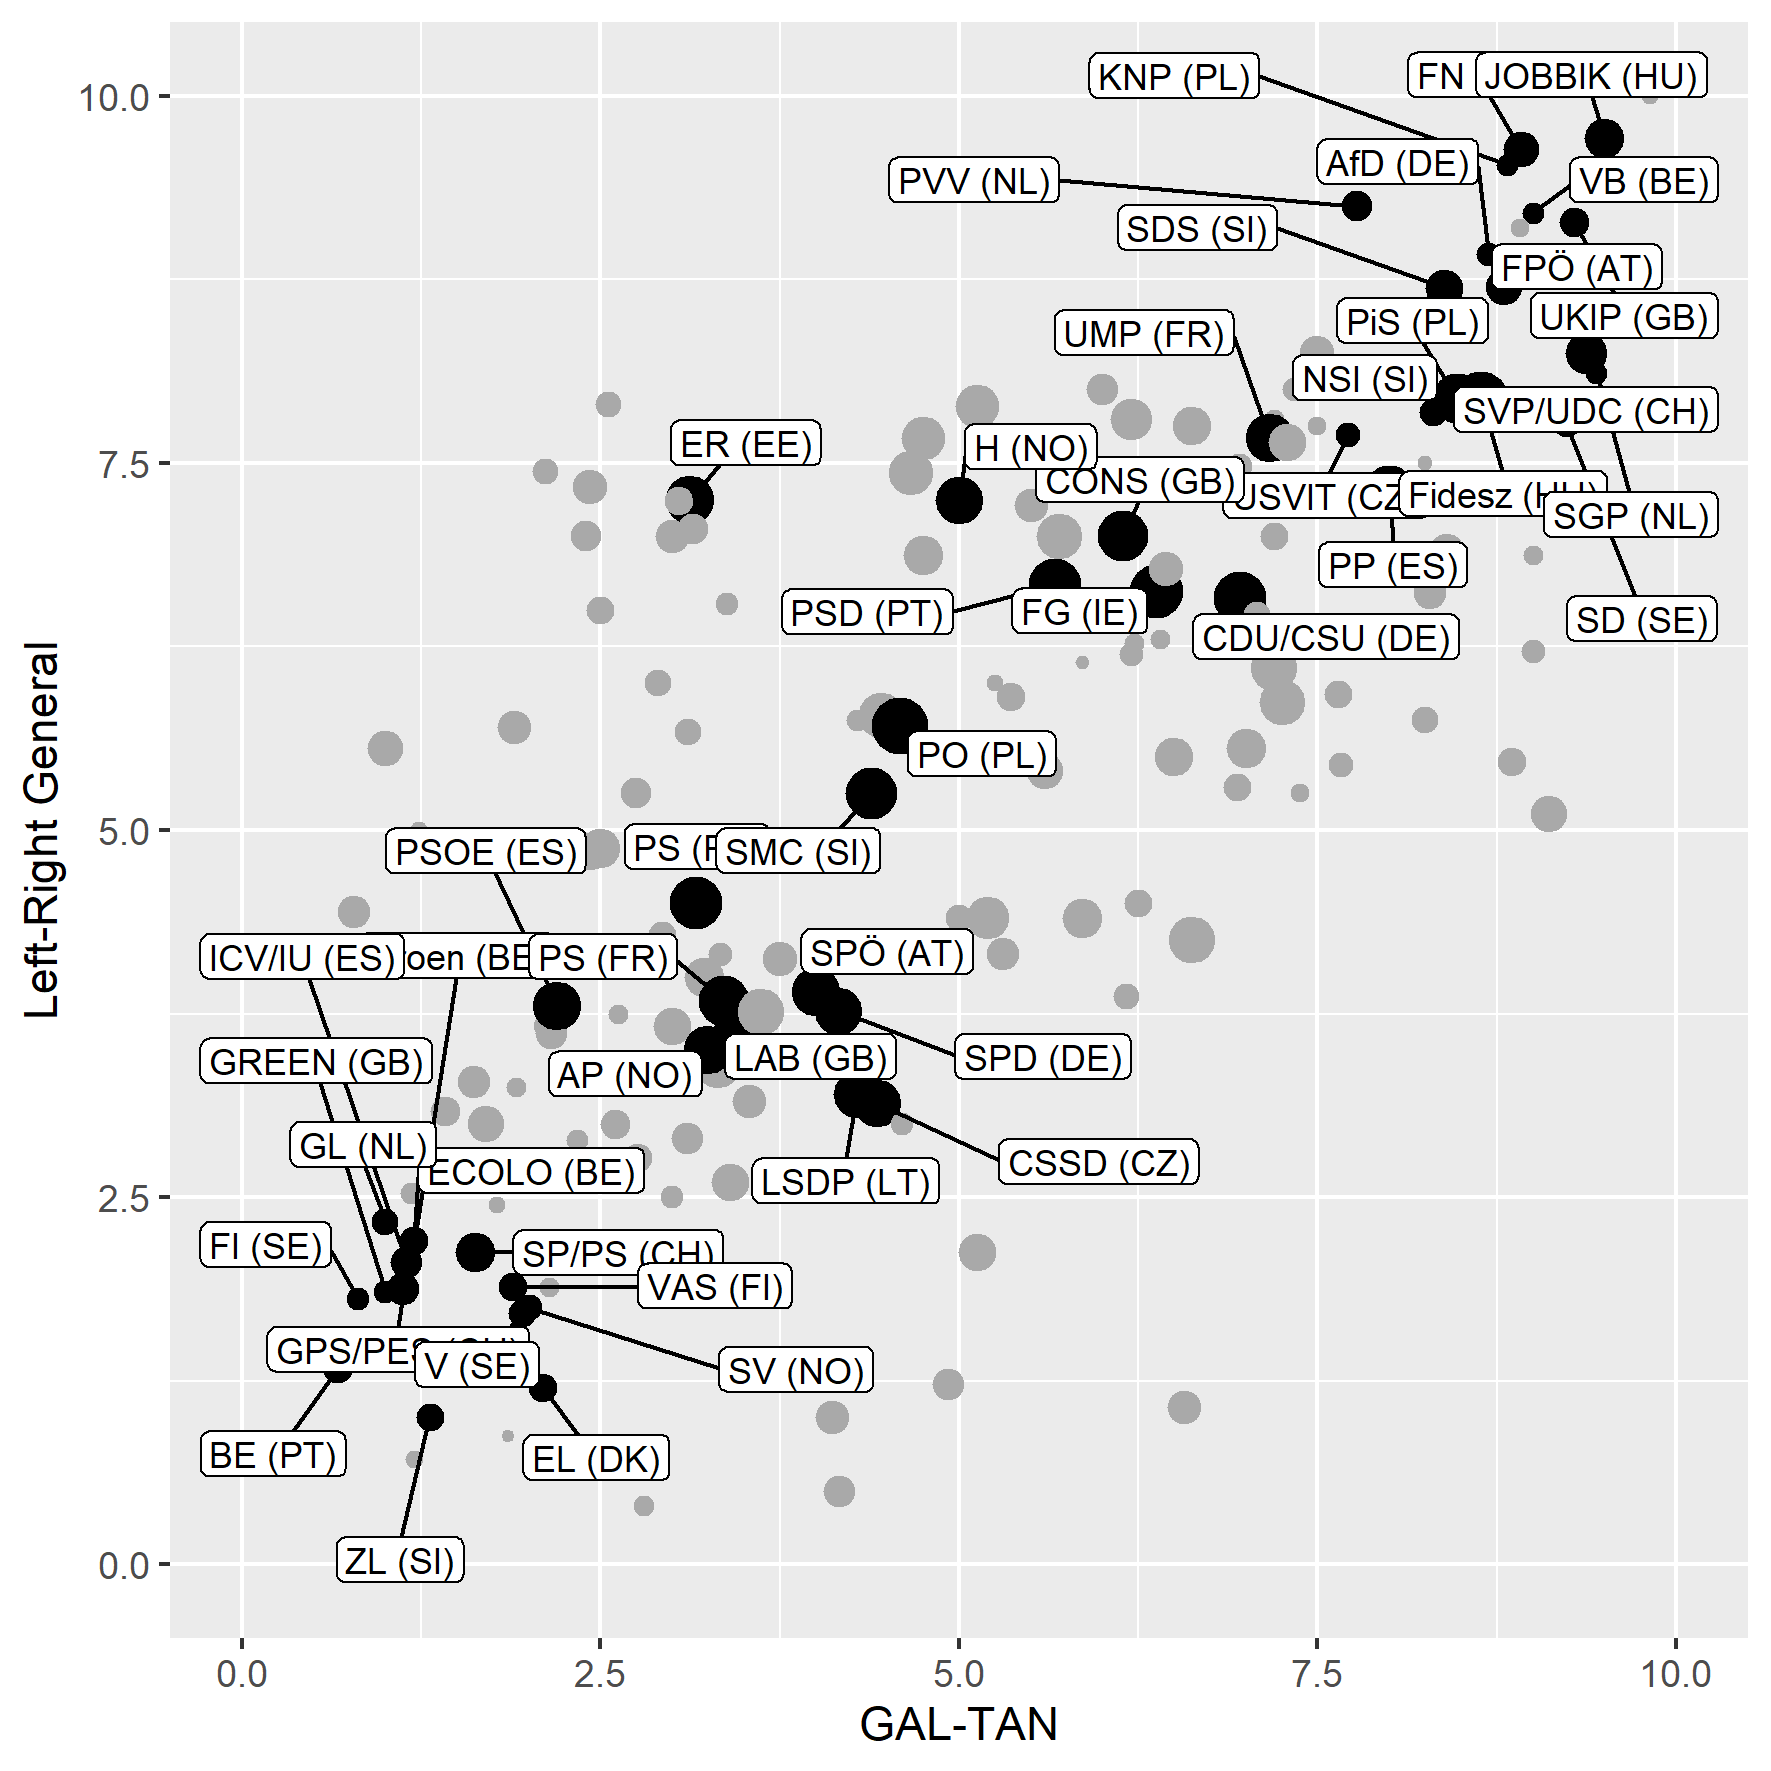 KNP (PL)
FN
JOBBIK (HU)
10.0
AfD (DE)
PVV (NL)
VB (BE)
SDS (SI)
FPÖ (AT)
PiS (PL)
UKIP (GB)
UMP (FR)
NSI (SI)
SVP/UDC (CH)
ER (EE)
H (NO)
7.5
CONS (GB)
Fidesz
SGP (NL)
PP (ES)
PSD (PT)
FG (IE)
SD (SE)
CDU/CSU (DE)
Left-Right General
PO (PL)
5.0
PSOE (ES)
PS
SMC (SI)
ICV/IU (ES)
PS (FR)
SPÖ (AT)
GREEN (GB)
AP (NO)
LAB (GB)
SPD (DE)
GL (NL)
ECOLO (BE)
LSDP (LT)
CSSD (CZ)
2.5
FI (SE)
SP/PS (CH)
VAS (FI)
V (SE)
SV (NO)
BE (PT)
EL (DK)
ZL (SI)
0.0
0.0 2.5 5.0 7.5 10.0
GAL-TAN